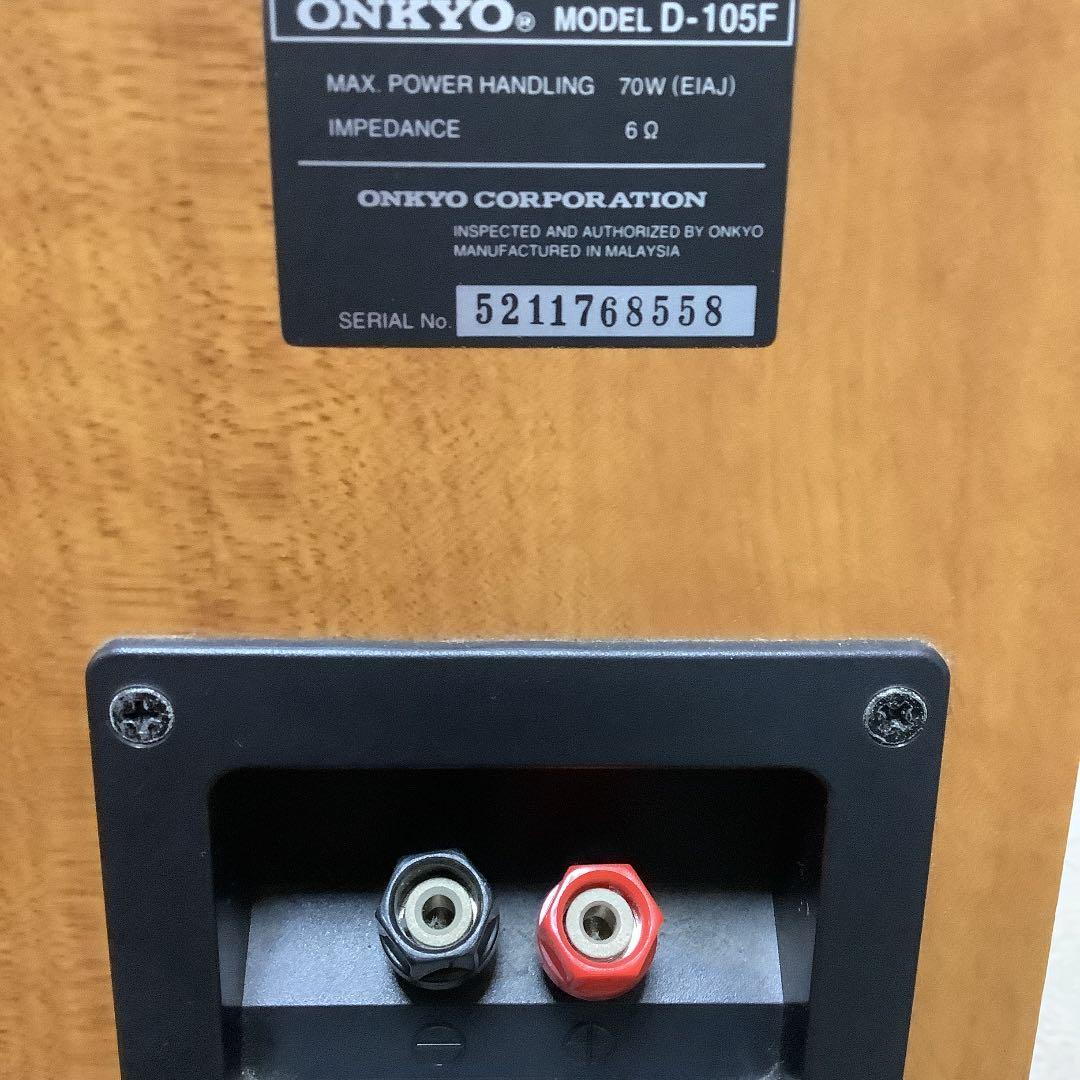 ONKYO® MODEL D-105F
MAX. POWER HANDLING 70W (EIAJ)
IMPEDANCE 6 Ω
ONKYO CORPORATION
INSPECTED AND AUTHORIZED BY ONKYO
MANUFACTURED IN MALAYSIA
SERIAL No. 5211768558
− +